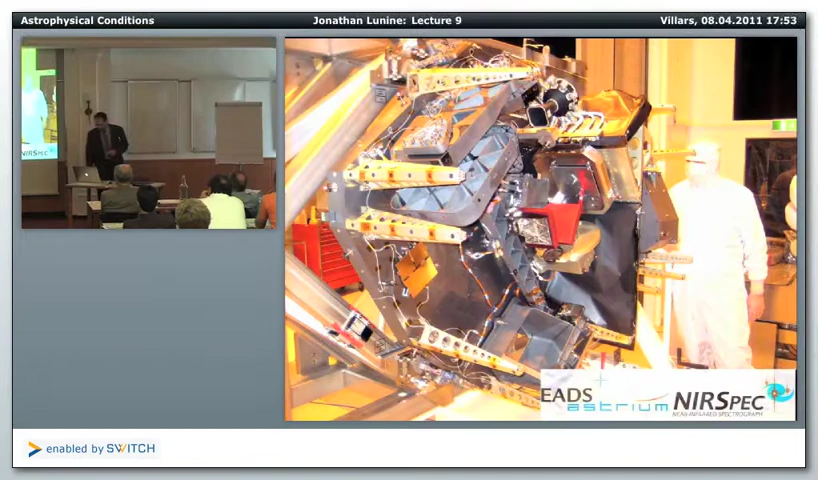 Astrophysical Conditions
Jonathan Lunine: Lecture 9
Villars, 08.04.2011 17:53
NIRSPEC
EADS
astrium
NIRSPEC
NEAR-INFRARED SPECTROGRAPH
enabled by SWITCH